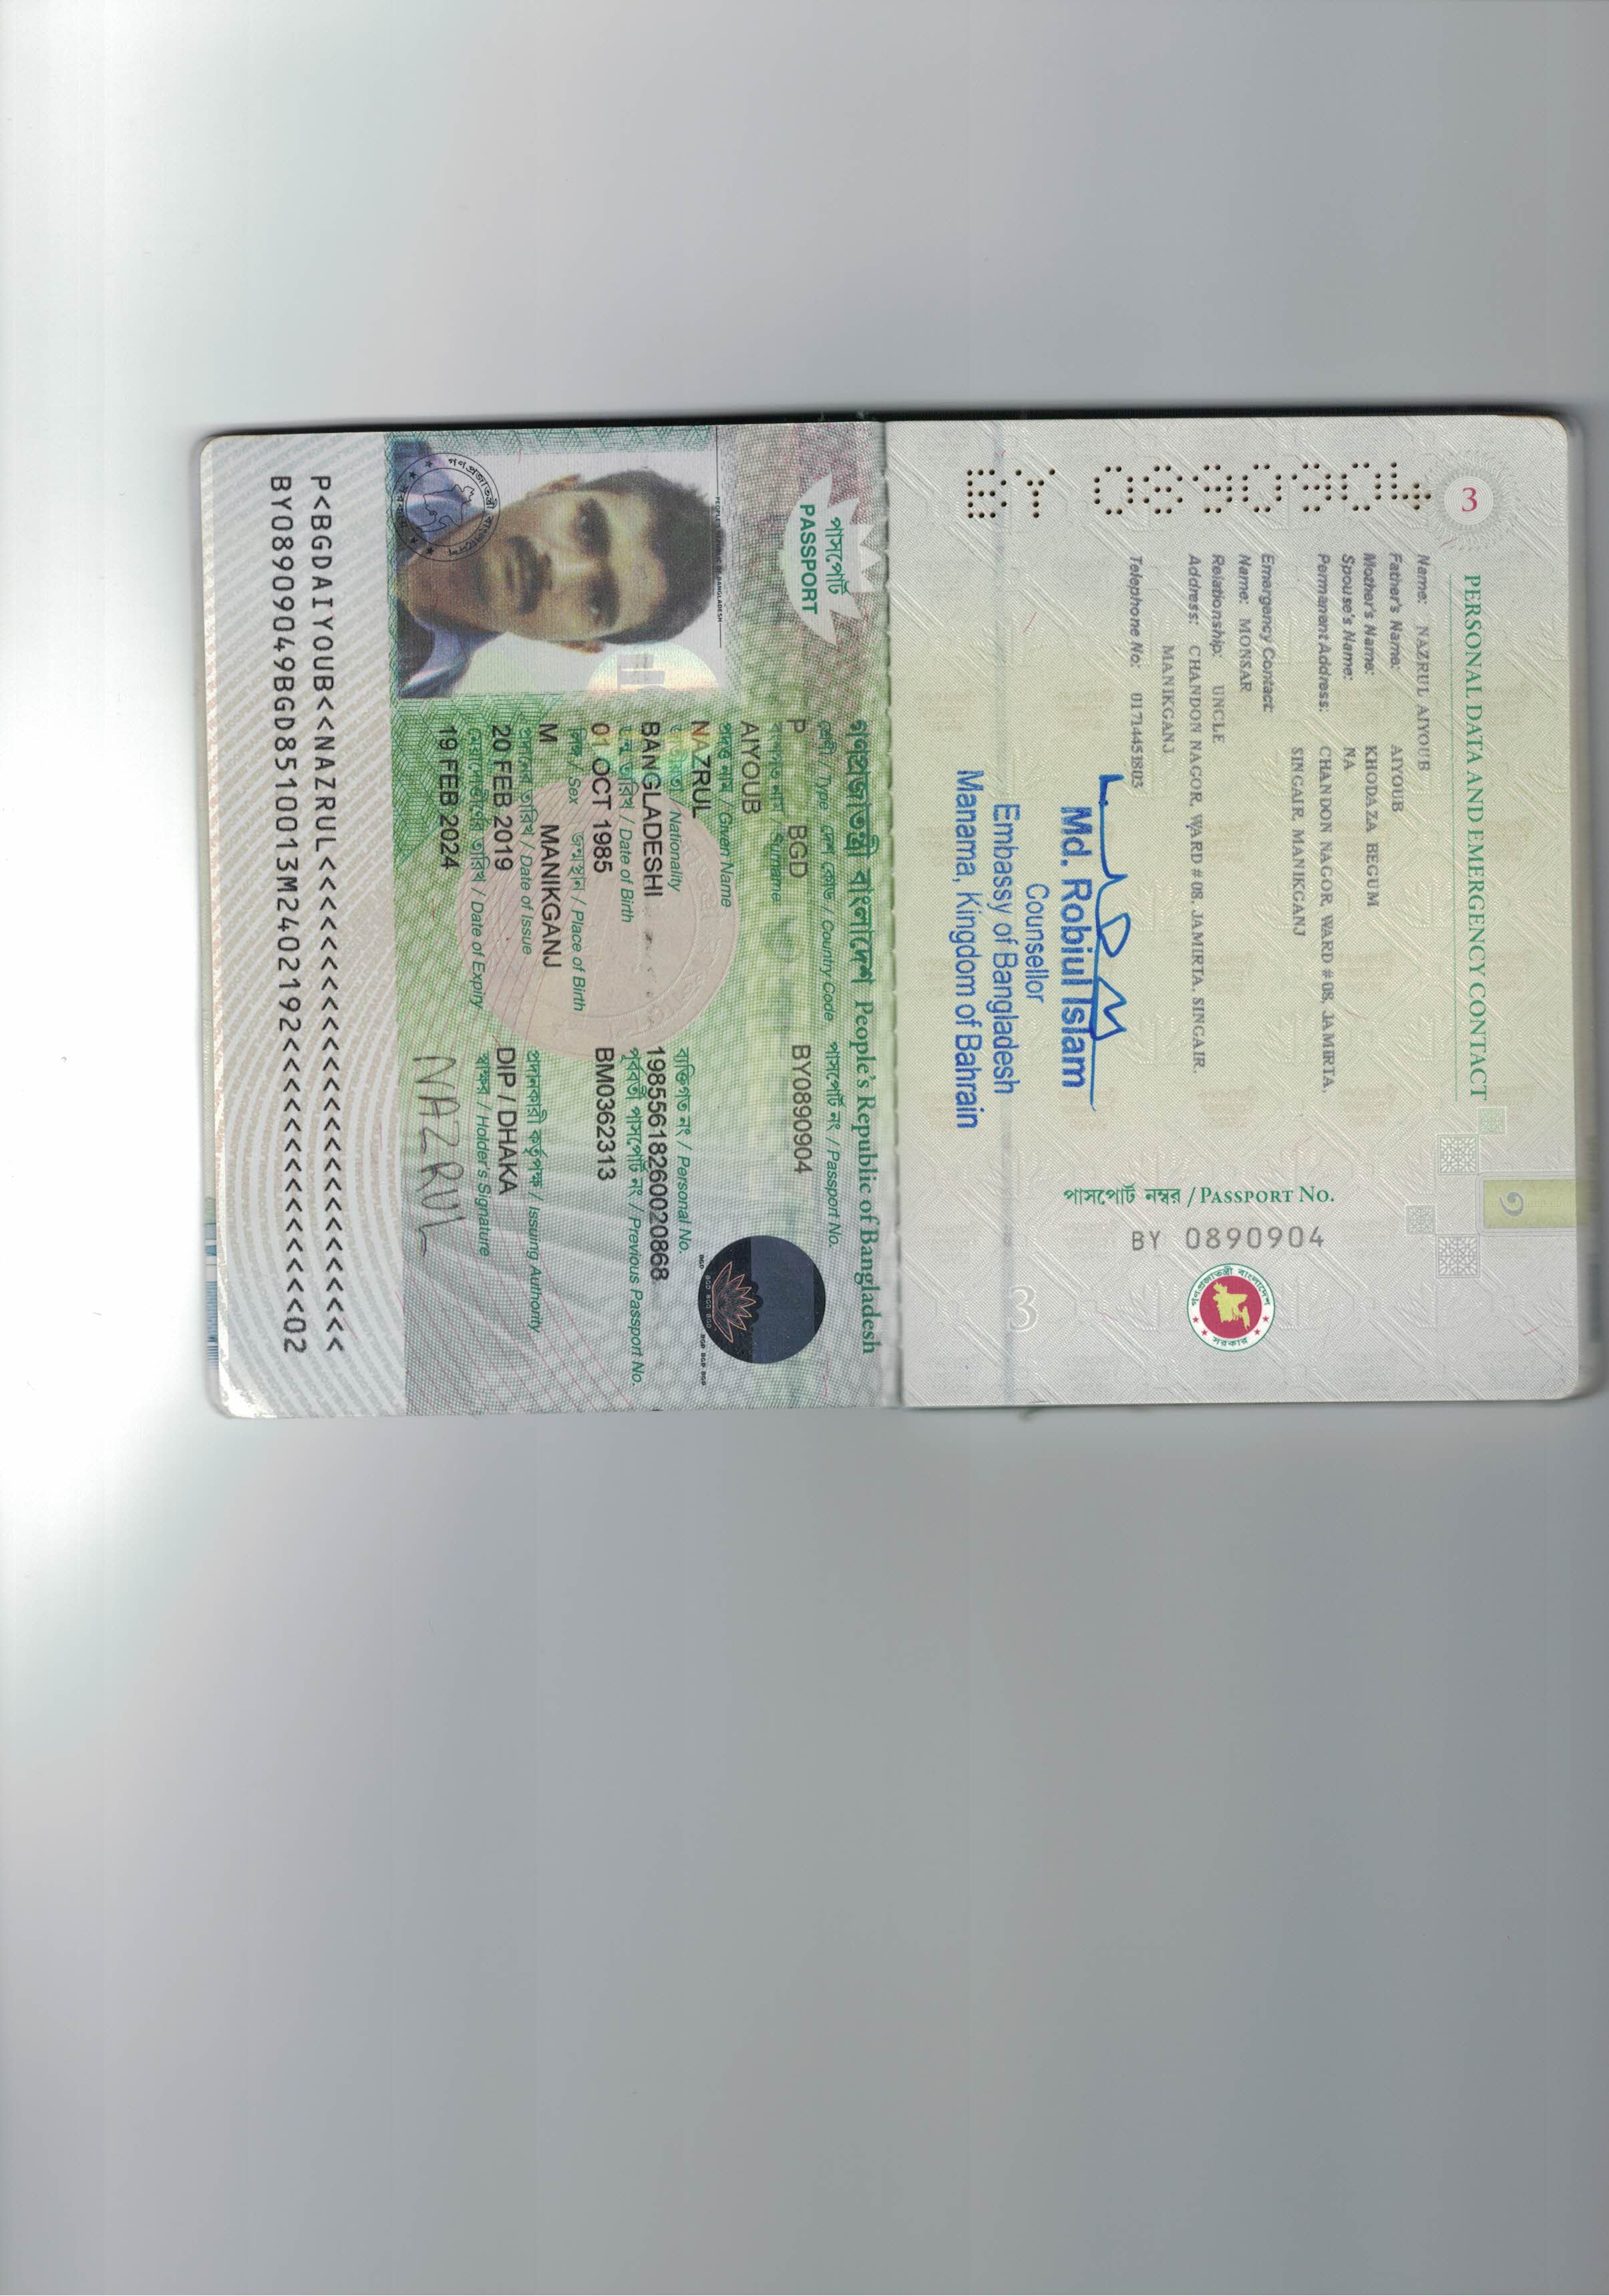 3
PERSONAL DATA AND EMERGENCY CONTACT
Name: NAZRUL AIYOUB
Father's Name: AIYOUB
Mother's Name: KHODAZA BEGUM
Spouse's Name: NA
Permanent Address: CHANDON NAGOR, WARD # 08, JAMIRTA,
SINGAIR, MANIKGANJ
Emergency Contact:
Name: MONSAR
Relationship: UNCLE
Address: CHANDON NAGOR, WARD # 08, JAMIRTA, SINGAIR,
MANIKGANJ
Telephone No: 01714451803
Md. Robiul Islam
Counsellor
Embassy of Bangladesh
Manama, Kingdom of Bahrain
BY 0890904
পাসপোর্ট নম্বর / PASSPORT NO.
BY 0890904
3
গণপ্রজাতন্ত্রী বাংলাদেশ People's Republic of Bangladesh
পাসপোর্ট
PASSPORT
শ্রেণী / Type দেশ কোড / Country Code পাসপোর্ট নং / Passport No.
P BGD BY0890904
বংশগত নাম / Surname
AIYOUB
প্রদত্ত নাম / Given Name
NAZRUL
জাতীয়তা / Nationality ব্যক্তিগত নং / Personal No.
BANGLADESHI 19855618260020868
জন্ম তারিখ / Date of Birth পূর্ববর্তী পাসপোর্ট নং / Previous Passport No.
01 OCT 1985 BM0362313
লিঙ্গ / Sex জন্মস্থান / Place of Birth
M MANIKGANJ
প্রদানের তারিখ / Date of Issue প্রদানকারী কর্তৃপক্ষ / Issuing Authority
20 FEB 2019 DIP / DHAKA
মেয়াদোত্তীর্ণের তারিখ / Date of Expiry স্বাক্ষর / Holder's Signature
19 FEB 2024 NAZRUL
P<BGDAIYOUB<<NAZRUL<<<<<<<<<<<<<<<<<<<<<<<<<
BY08909049BGD8510013M2402192<<<<<<<<<<<<<<02